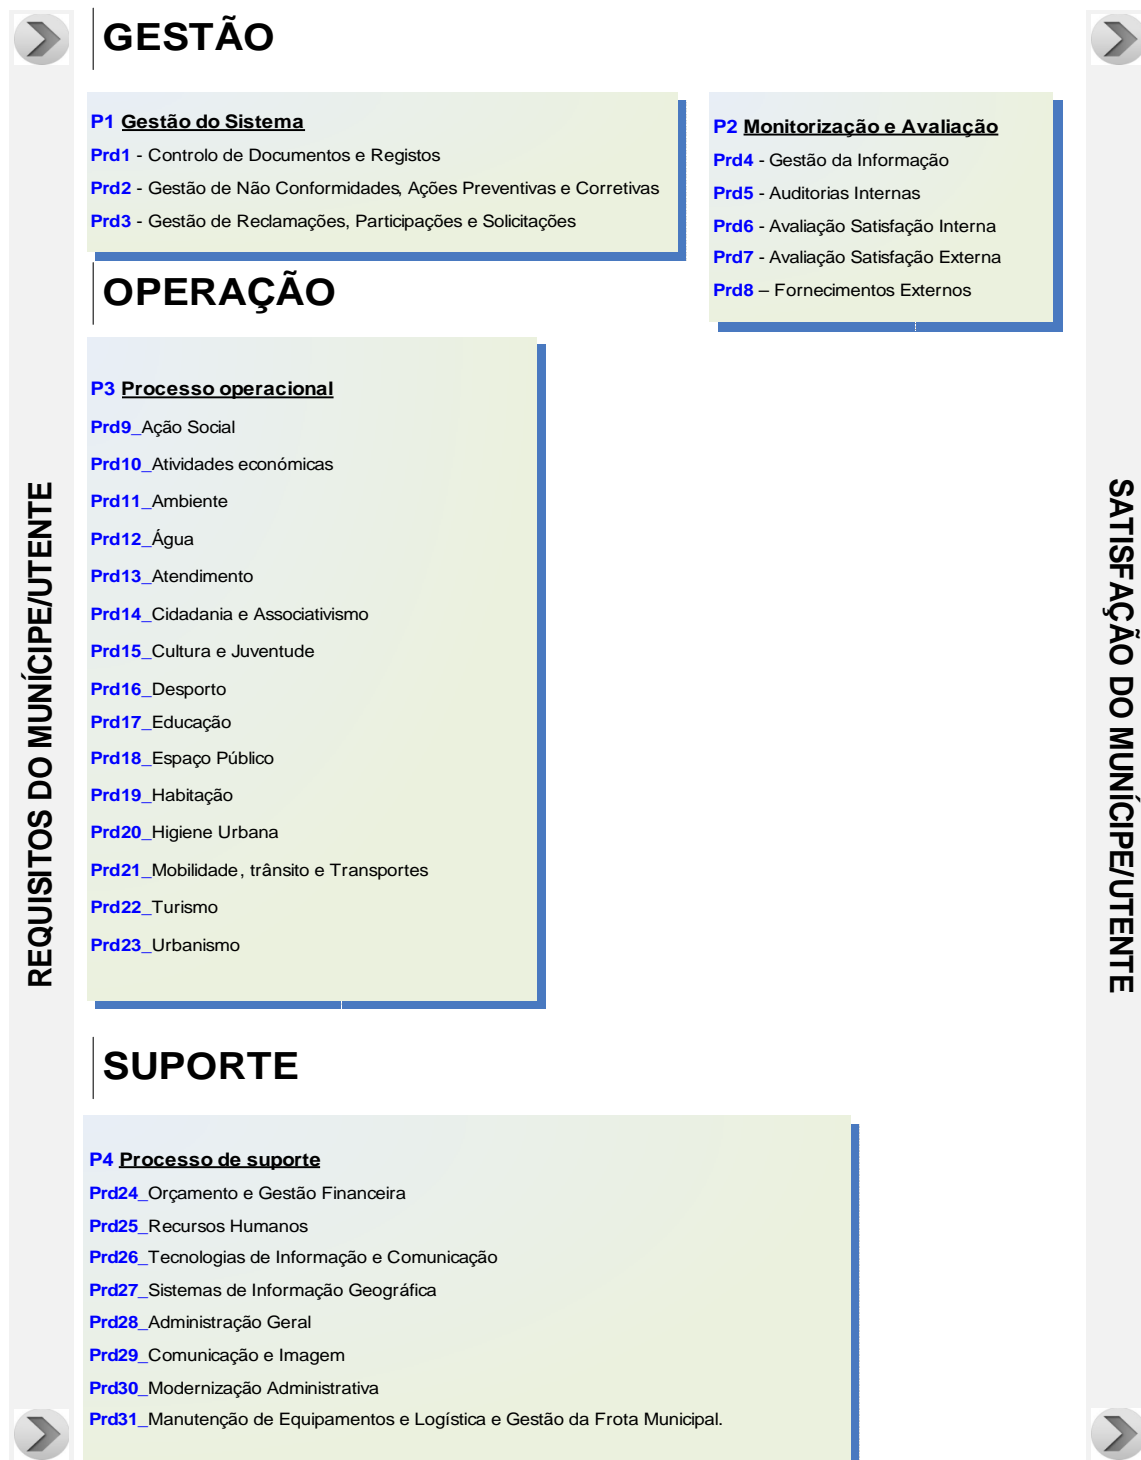 GESTÃO
P1 Gestão do Sistema
Prd1 - Controlo de Documentos e Registos
Prd2 - Gestão de Não Conformidades, Ações Preventivas e Corretivas
Prd3 - Gestão de Reclamações, Participações e Solicitações
P2 Monitorização e Avaliação
Prd4 - Gestão da Informação
Prd5 - Auditorias Internas
Prd6 - Avaliação Satisfação Interna
Prd7 - Avaliação Satisfação Externa
Prd8 – Fornecimentos Externos
OPERAÇÃO
P3 Processo operacional
Prd9_Ação Social
Prd10_Atividades económicas
Prd11_Ambiente
Prd12_Água
Prd13_Atendimento
Prd14_Cidadania e Associativismo
Prd15_Cultura e Juventude
Prd16_Desporto
Prd17_Educação
Prd18_Espaço Público
Prd19_Habitação
Prd20_Higiene Urbana
Prd21_Mobilidade, trânsito e Transportes
Prd22_Turismo
Prd23_Urbanismo
SUPORTE
P4 Processo de suporte
Prd24_Orçamento e Gestão Financeira
Prd25_Recursos Humanos
Prd26_Tecnologias de Informação e Comunicação
Prd27_Sistemas de Informação Geográfica
Prd28_Administração Geral
Prd29_Comunicação e Imagem
Prd30_Modernização Administrativa
Prd31_Manutenção de Equipamentos e Logística e Gestão da Frota Municipal.
REQUISITOS DO MUNÍCIPE/UTENTE
SATISFAÇÃO DO MUNÍCIPE/UTENTE